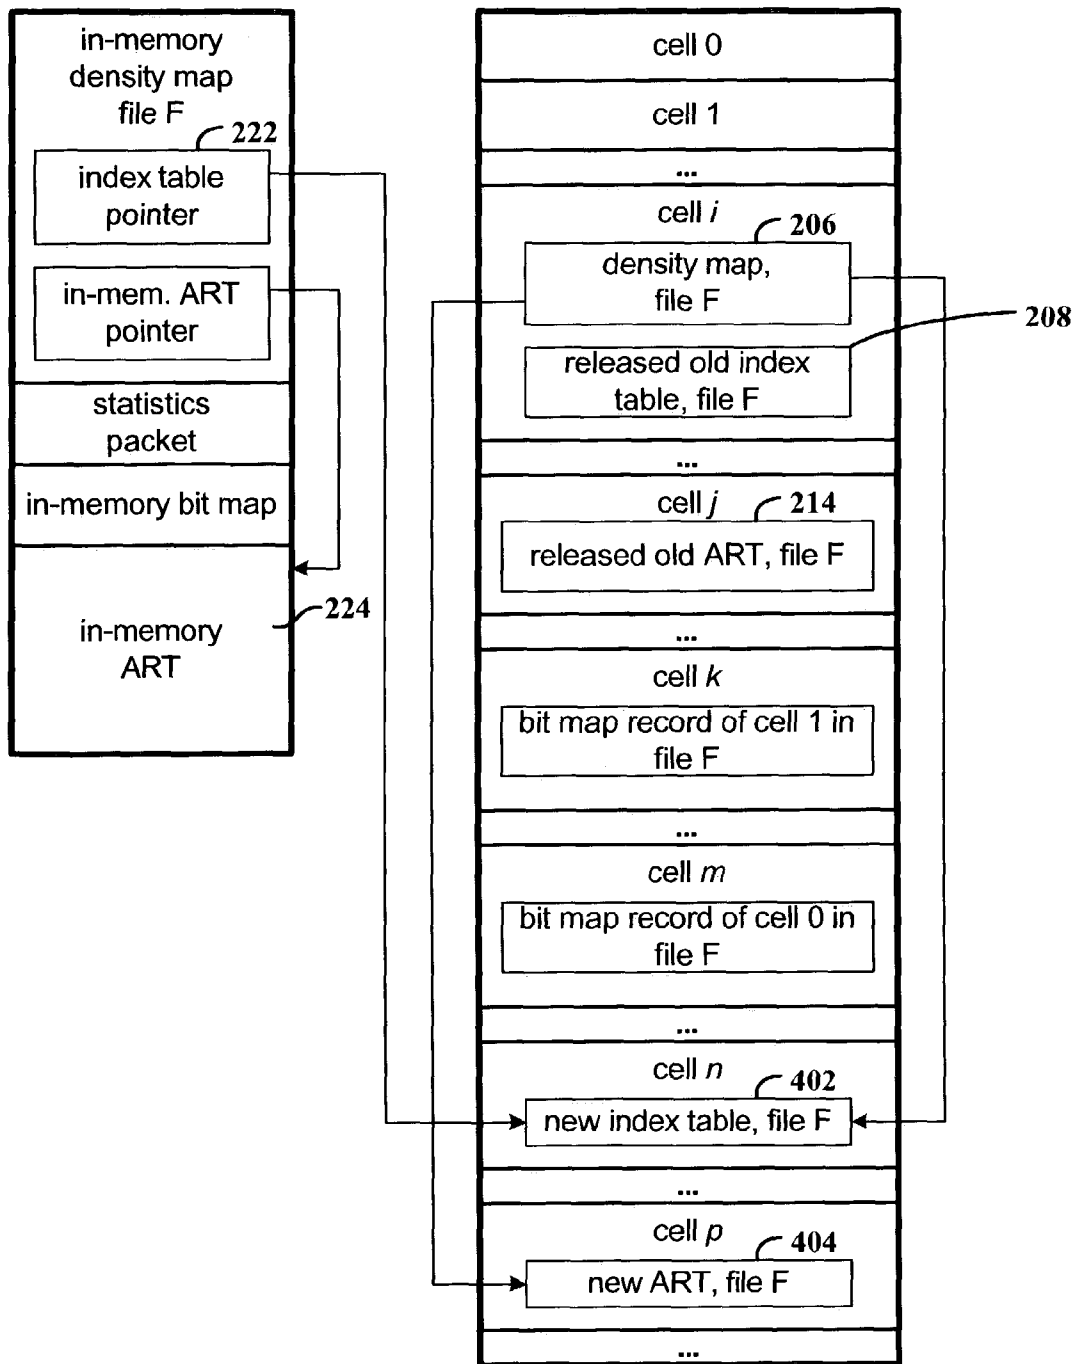 in-memory
density map
file F
222
index table
pointer
in-mem. ART
pointer
statistics
packet
in-memory bit map
224
in-memory
ART
cell 0
cell 1
...
cell i
206
density map,
file F
208
released old index
table, file F
...
cell j
214
released old ART, file F
...
cell k
bit map record of cell 1 in
file F
...
cell m
bit map record of cell 0 in
file F
...
cell n
402
new index table, file F
...
cell p
404
new ART, file F
...